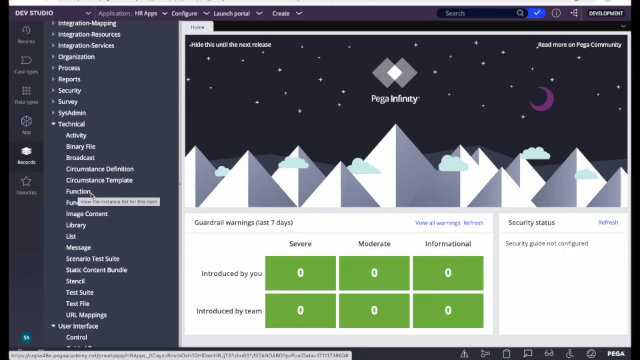 DEV STUDIO
Application: HR Apps
Configure
Launch portal
Create
Search
DEVELOPMENT
Recents
Case types
Data types
App
Records
Favorites
Integration-Mapping
Integration-Resources
Integration-Services
Organization
Process
Reports
Security
Survey
SysAdmin
Technical
Activity
Binary File
Broadcast
Circumstance Definition
Circumstance Template
Function
View the instance list for this item
Image Content
Library
List
Message
Scenario Test Suite
Static Content Bundle
Stencil
Test Suite
Text File
URL Mappings
User Interface
Control
SA
Home
Hide this until the next release
Read more on Pega Community
Pega Infinity
Guardrail warnings (last 7 days)
View all warnings Refresh
Severe Moderate Informational
Introduced by you 0 0 0
Introduced by team 0 0 0
Security status
Refresh
Security guide not configured
PEGA